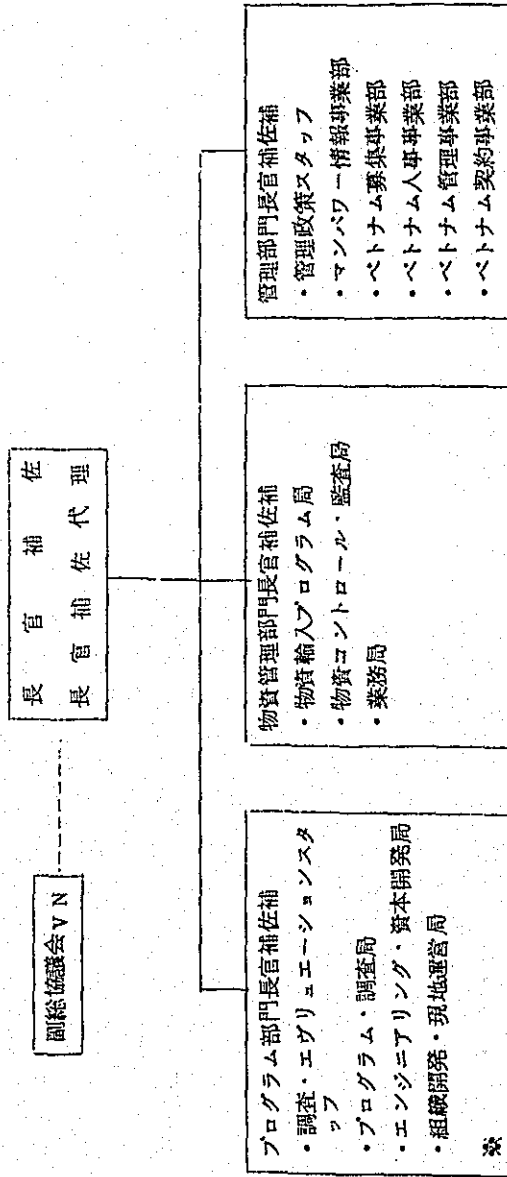 長官補佐
長官補佐代理
副総協議会VN
プログラム部門長官補佐補
・調査・エヴリュエーションスタ
ッフ
・プログラム・調査局
・エンジニアリング・資本開発局
・組織開発・現地運営局
※
物資管理部門長官補佐補
・物資輸入プログラム局
・物資コントロール・監査局
・業務局
管理部門長官補佐補
・管理政策スタッフ
・マンパワー情報事業部
・ベトナム募集事業部
・ベトナム人事事業部
・ベトナム管理事業部
・ベトナム契約事業部